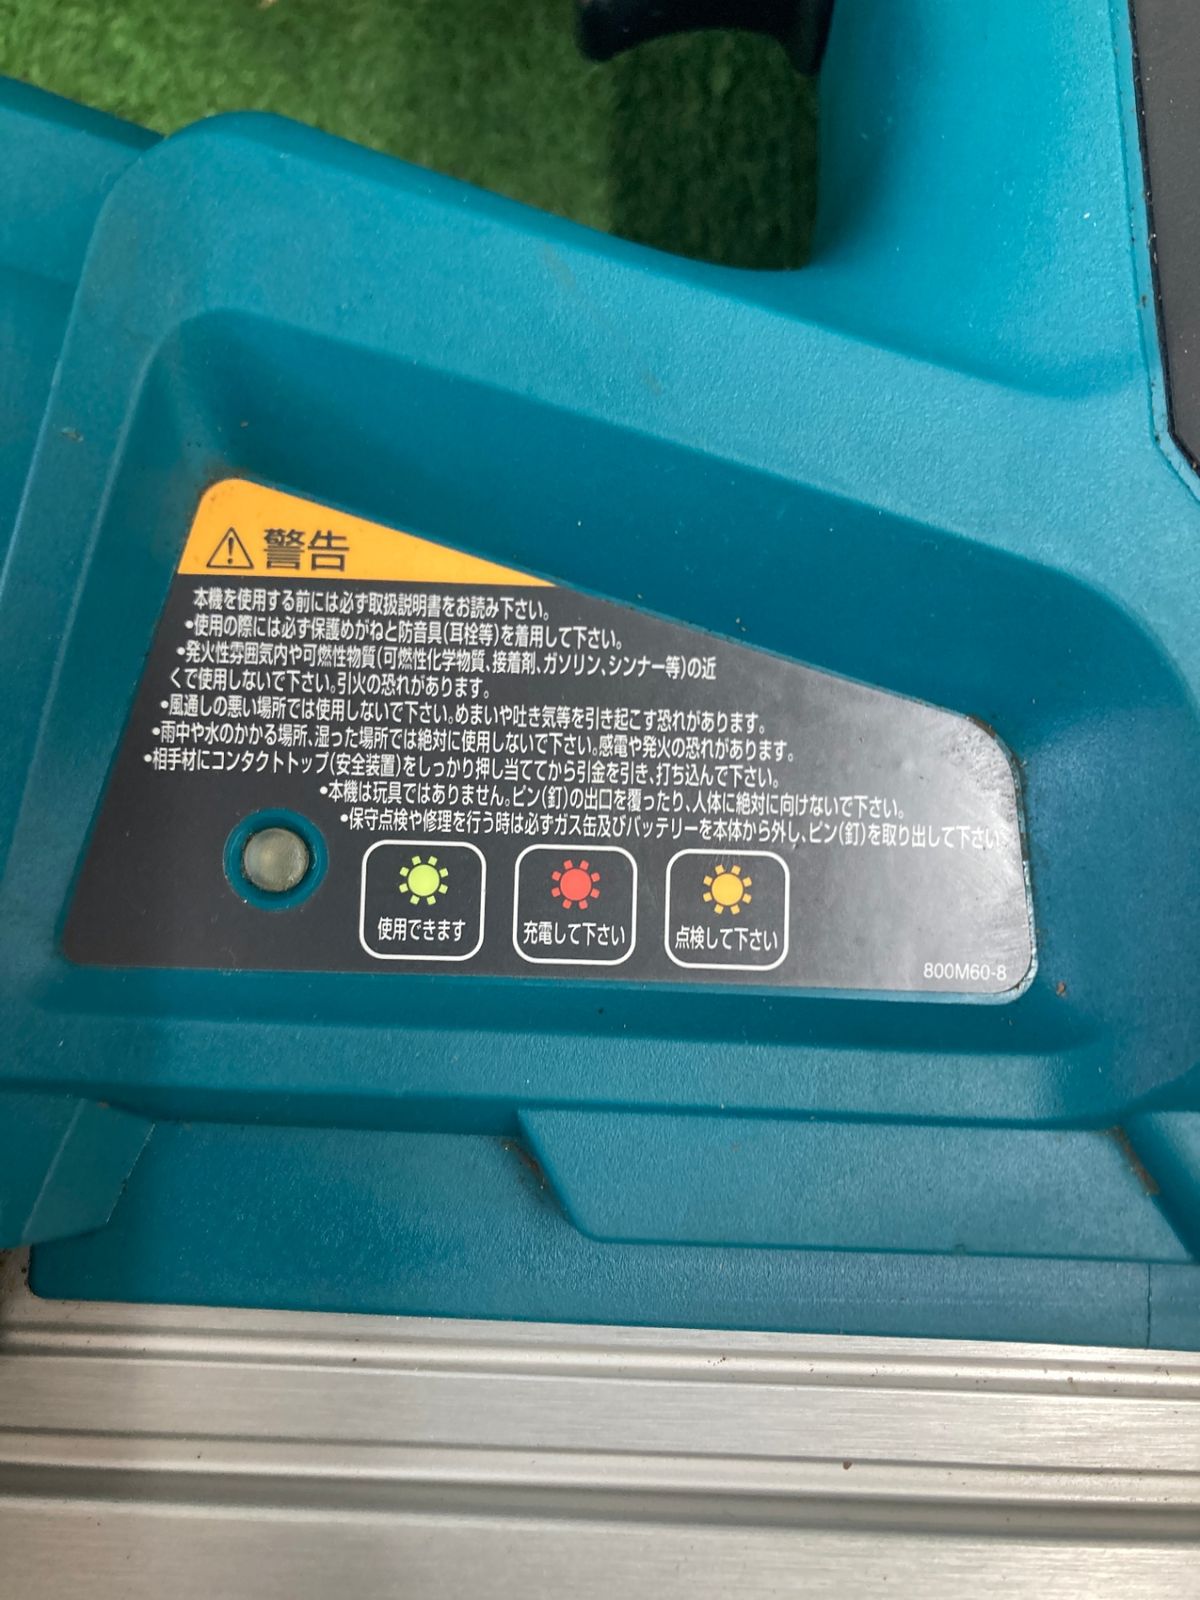 警告
本機を使用する前には必ず取扱説明書をお読み下さい。
•使用の際には必ず保護めがねと防音具(耳栓等)を着用して下さい。
•発火性雰囲気内や可燃性物質(可燃性化学物質、接着剤、ガソリン、シンナー等)の近
くで使用しないで下さい。引火の恐れがあります。
•風通しの悪い場所では使用しないで下さい。めまいや吐き気等を引き起こす恐れがあります。
•雨中や水のかかる場所、湿った場所では絶対に使用しないで下さい。感電や発火の恐れがあります。
•相手材にコンタクトトップ(安全装置)をしっかり押し当ててから引金を引き、打ち込んで下さい。
•本機は玩具ではありません。ピン(釘)の出口を覆ったり、人体に絶対に向けないで下さい。
•保守点検や修理を行う時は必ずガス缶及びバッテリーを本体から外し、ピン(釘)を取り出して下さい
使用できます
充電して下さい
点検して下さい
800M60-8